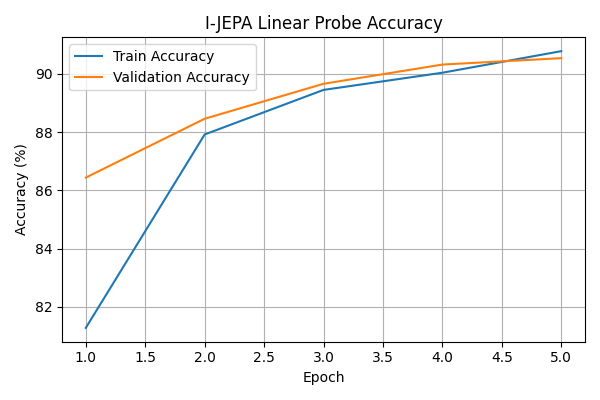 I-JEPA Linear Probe Accuracy
Train Accuracy
Validation Accuracy
Accuracy (%)
90
88
86
84
82
1.0 1.5 2.0 2.5 3.0 3.5 4.0 4.5 5.0
Epoch